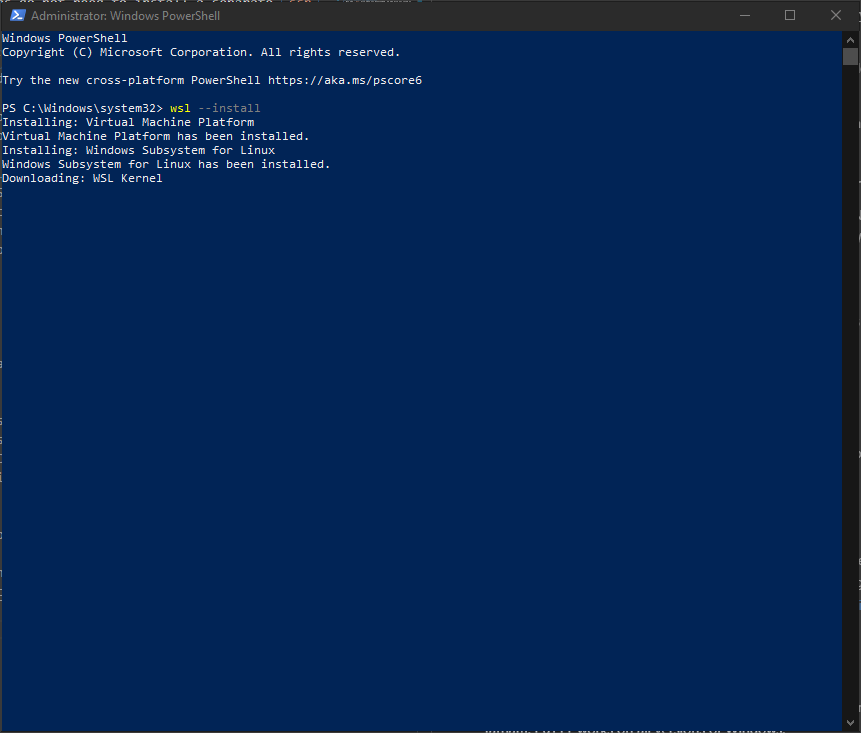 Administrator: Windows PowerShell
Windows PowerShell
Copyright (C) Microsoft Corporation. All rights reserved.
Try the new cross-platform PowerShell https://aka.ms/pscore6
PS C:\Windows\system32> wsl --install
Installing: Virtual Machine Platform
Virtual Machine Platform has been installed.
Installing: Windows Subsystem for Linux
Windows Subsystem for Linux has been installed.
Downloading: WSL Kernel